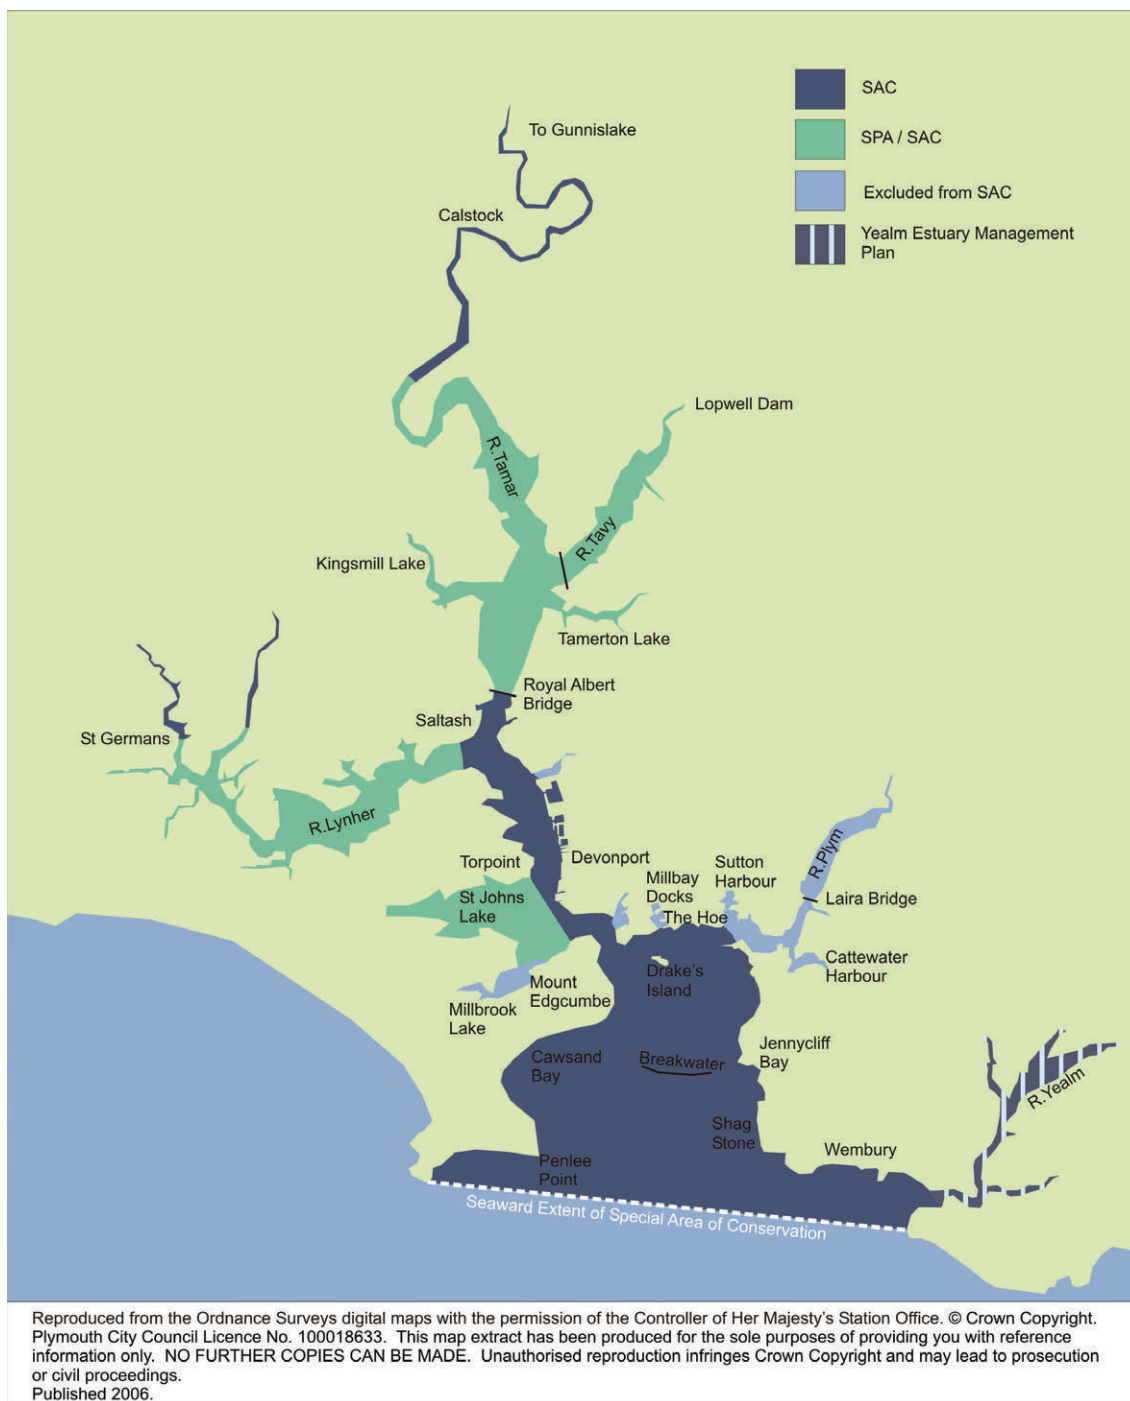 SAC
To Gunnislake
SPA / SAC
Excluded from SAC
Calstock
Yealm Estuary Management
Plan
Lopwell Dam
R.Tamar
R.Tavy
Kingsmill Lake
Tamerton Lake
Royal Albert
Bridge
Saltash
St Germans
R.Lynher
R.Plym
Torpoint
Devonport
Sutton
Harbour
Millbay
Docks
St Johns
Lake
The Hoe
Laira Bridge
Cattewater
Harbour
Drake's
Island
Mount
Edgcumbe
Millbrook
Lake
Jennycliff
Bay
Cawsand
Bay
Breakwater
R.Yealm
Shag
Stone
Wembury
Penlee
Point
Seaward Extent of Special Area of Conservation
Reproduced from the Ordnance Surveys digital maps with the permission of the Controller of Her Majesty's Station Office. © Crown Copyright.
Plymouth City Council Licence No. 100018633. This map extract has been produced for the sole purposes of providing you with reference
information only. NO FURTHER COPIES CAN BE MADE. Unauthorised reproduction infringes Crown Copyright and may lead to prosecution
or civil proceedings.
Published 2006.